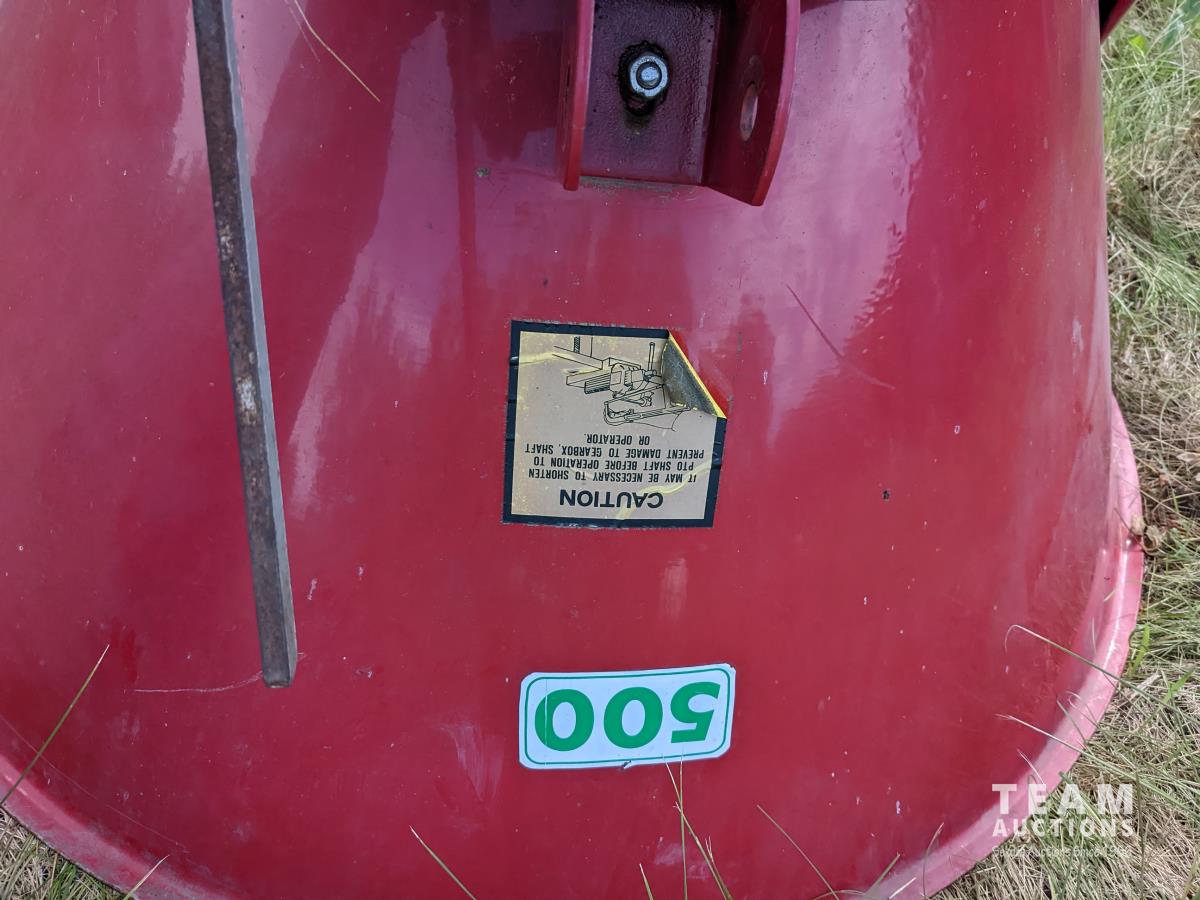 CAUTION
IT MAY BE NECESSARY TO SHORTEN
PTO SHAFT BEFORE OPERATION TO
PREVENT DAMAGE TO GEARBOX, SHAFT
OR OPERATOR.
500
TEAM
AUCTIONS